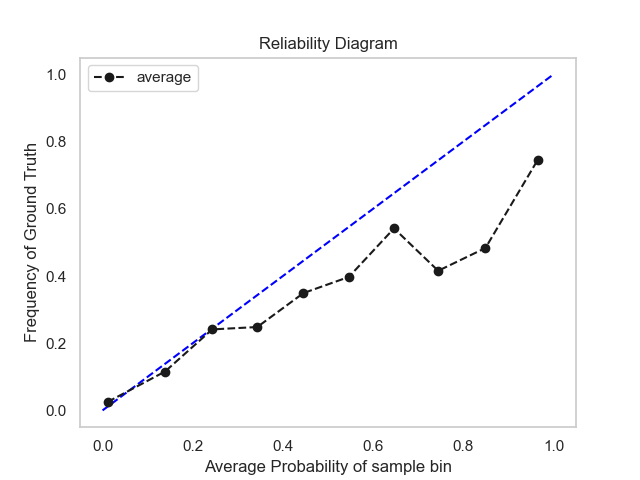 Reliability Diagram
average
1.0
0.8
0.6
0.4
0.2
0.0
Frequency of Ground Truth
0.0 0.2 0.4 0.6 0.8 1.0
Average Probability of sample bin